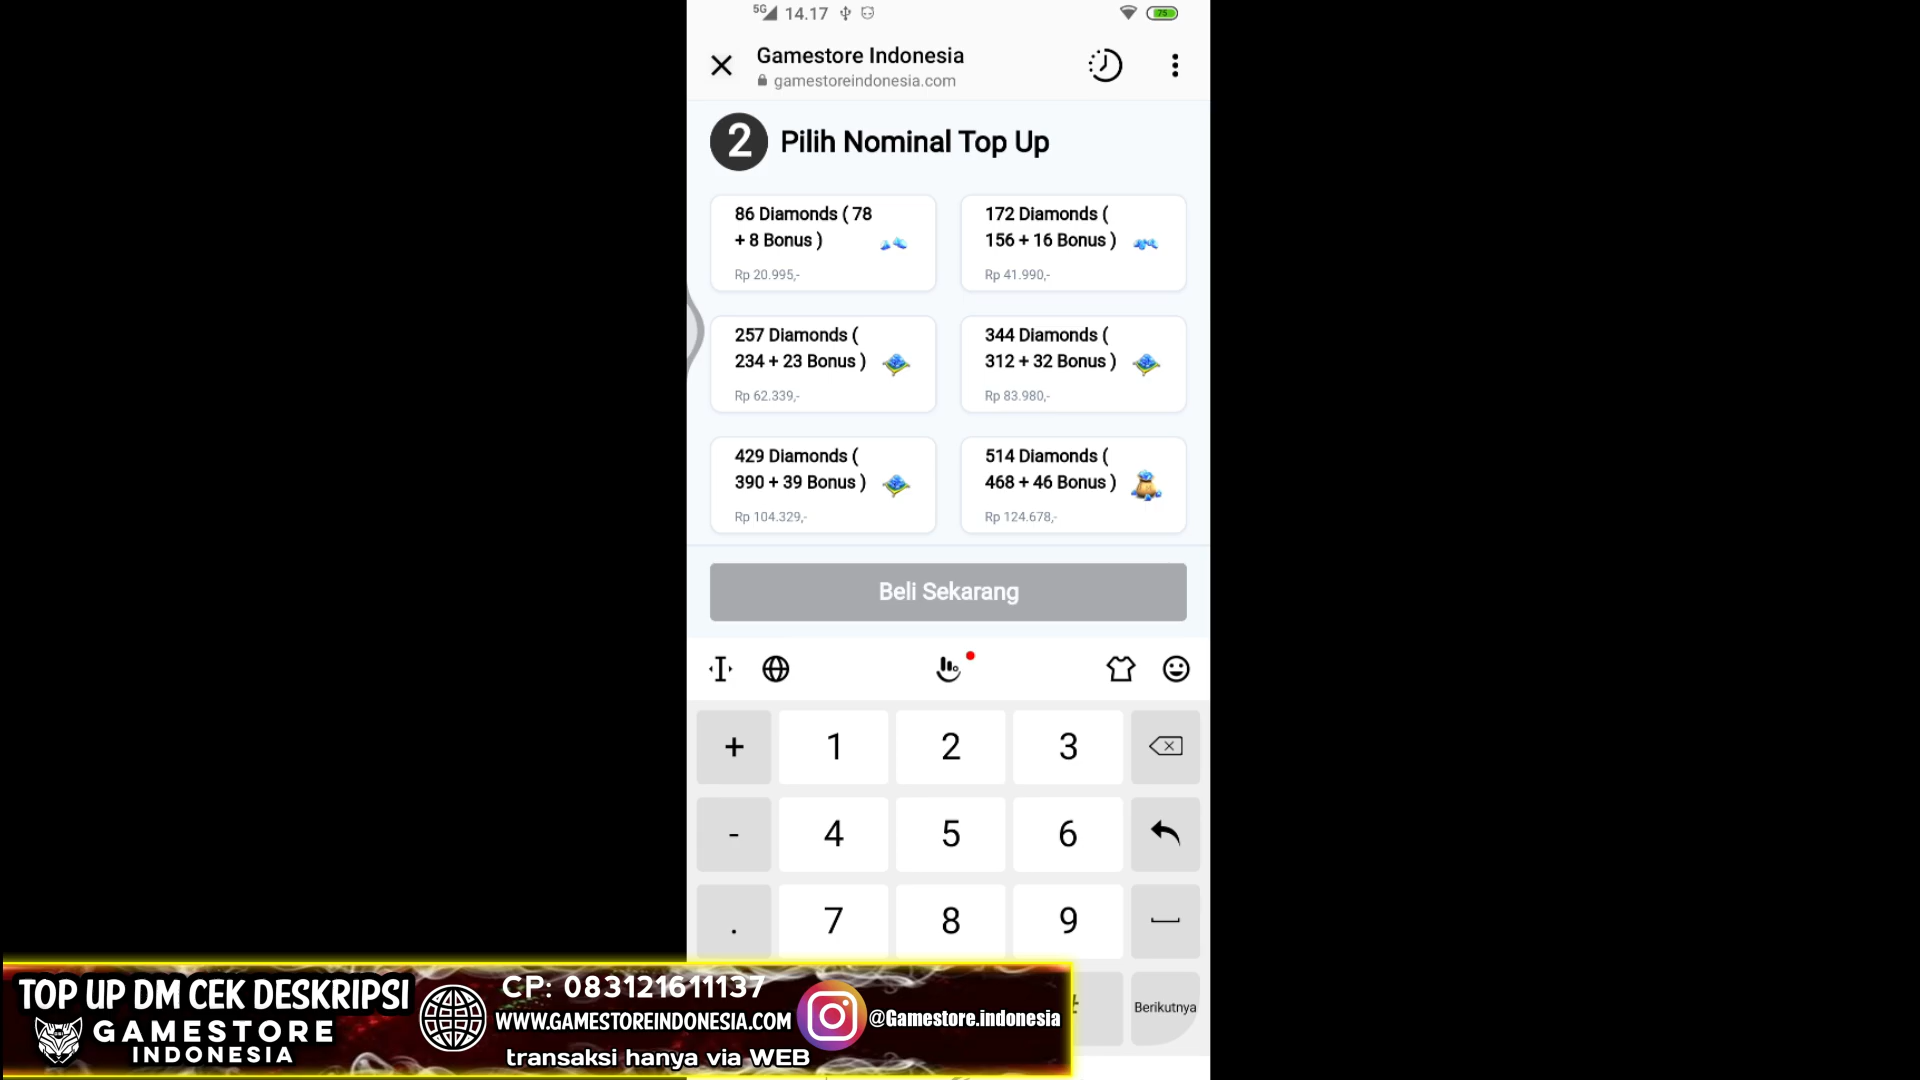 5G 14.17 75
Gamestore Indonesia
gamestoreindonesia.com
2 Pilih Nominal Top Up
86 Diamonds ( 78
+ 8 Bonus )
Rp 20.995,-
172 Diamonds (
156 + 16 Bonus )
Rp 41.990,-
257 Diamonds (
234 + 23 Bonus )
Rp 62.339,-
344 Diamonds (
312 + 32 Bonus )
Rp 83.980,-
429 Diamonds (
390 + 39 Bonus )
Rp 104.329,-
514 Diamonds (
468 + 46 Bonus )
Rp 124.678,-
Beli Sekarang
+ 1 2 3
- 4 5 6
. 7 8 9
Berikutnya
TOP UP DM CEK DESKRIPSI
GAMESTORE
INDONESIA
CP: 083121611137
WWW.GAMESTOREINDONESIA.COM
transaksi hanya via WEB
@Gamestore.indonesia